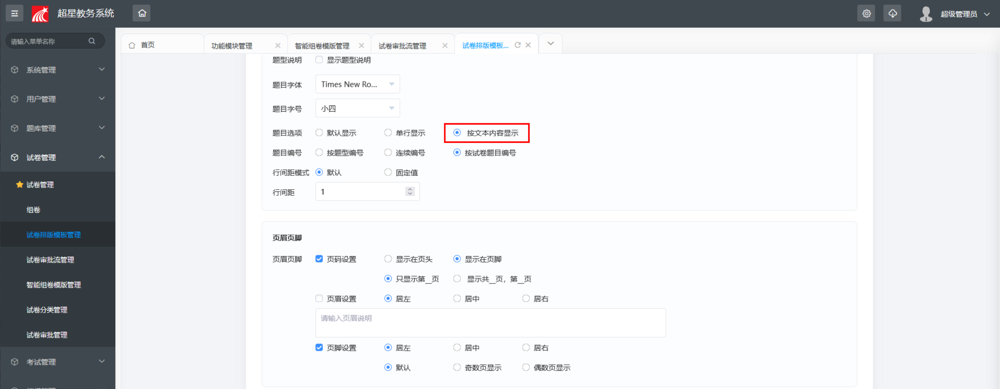 超星教务系统
超级管理员
请输入菜单名称
首页
功能模块管理
智能组卷模版管理
试卷审批流管理
试卷排版模板...
系统管理
用户管理
题库管理
试卷管理
试卷管理
组卷
试卷排版模板管理
试卷审批流管理
智能组卷模版管理
试卷分类管理
试卷审批管理
考试管理
题型说明 显示题型说明
题目字体 Times New Ro...
题目字号 小四
题目选项 默认显示 单行显示 按文本内容显示
题目编号 按题型编号 连续编号 按试卷题目编号
行间距模式 默认 固定值
行间距 1
页眉页脚
页眉页脚 页码设置 显示在页头 显示在页脚
只显示第__页 显示共__页，第__页
页眉设置 居左 居中 居右
请输入页眉说明
页脚设置 居左 居中 居右
默认 奇数页显示 偶数页显示